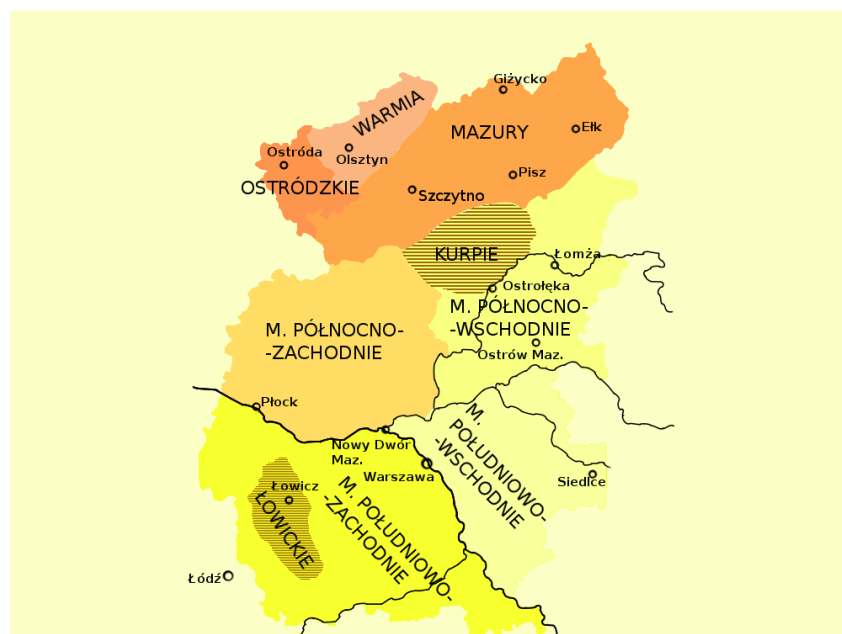 Giżycko
WARMIA
MAZURY
Ełk
Ostróda
Olsztyn
Pisz
OSTRÓDZKIE
Szczytno
KURPIE
Łomża
Ostrołęka
M. PÓŁNOCNO-
-WSCHODNIE
M. PÓŁNOCNO-
-ZACHODNIE
Ostrów Maz.
Płock
M.
POŁUDNIOWO-
-WSCHODNIE
Nowy Dwór
Maz.
Warszawa
Siedlce
Łowicz
ŁOWICKIE
M. POŁUDNIOWO-
-ZACHODNIE
Łódź